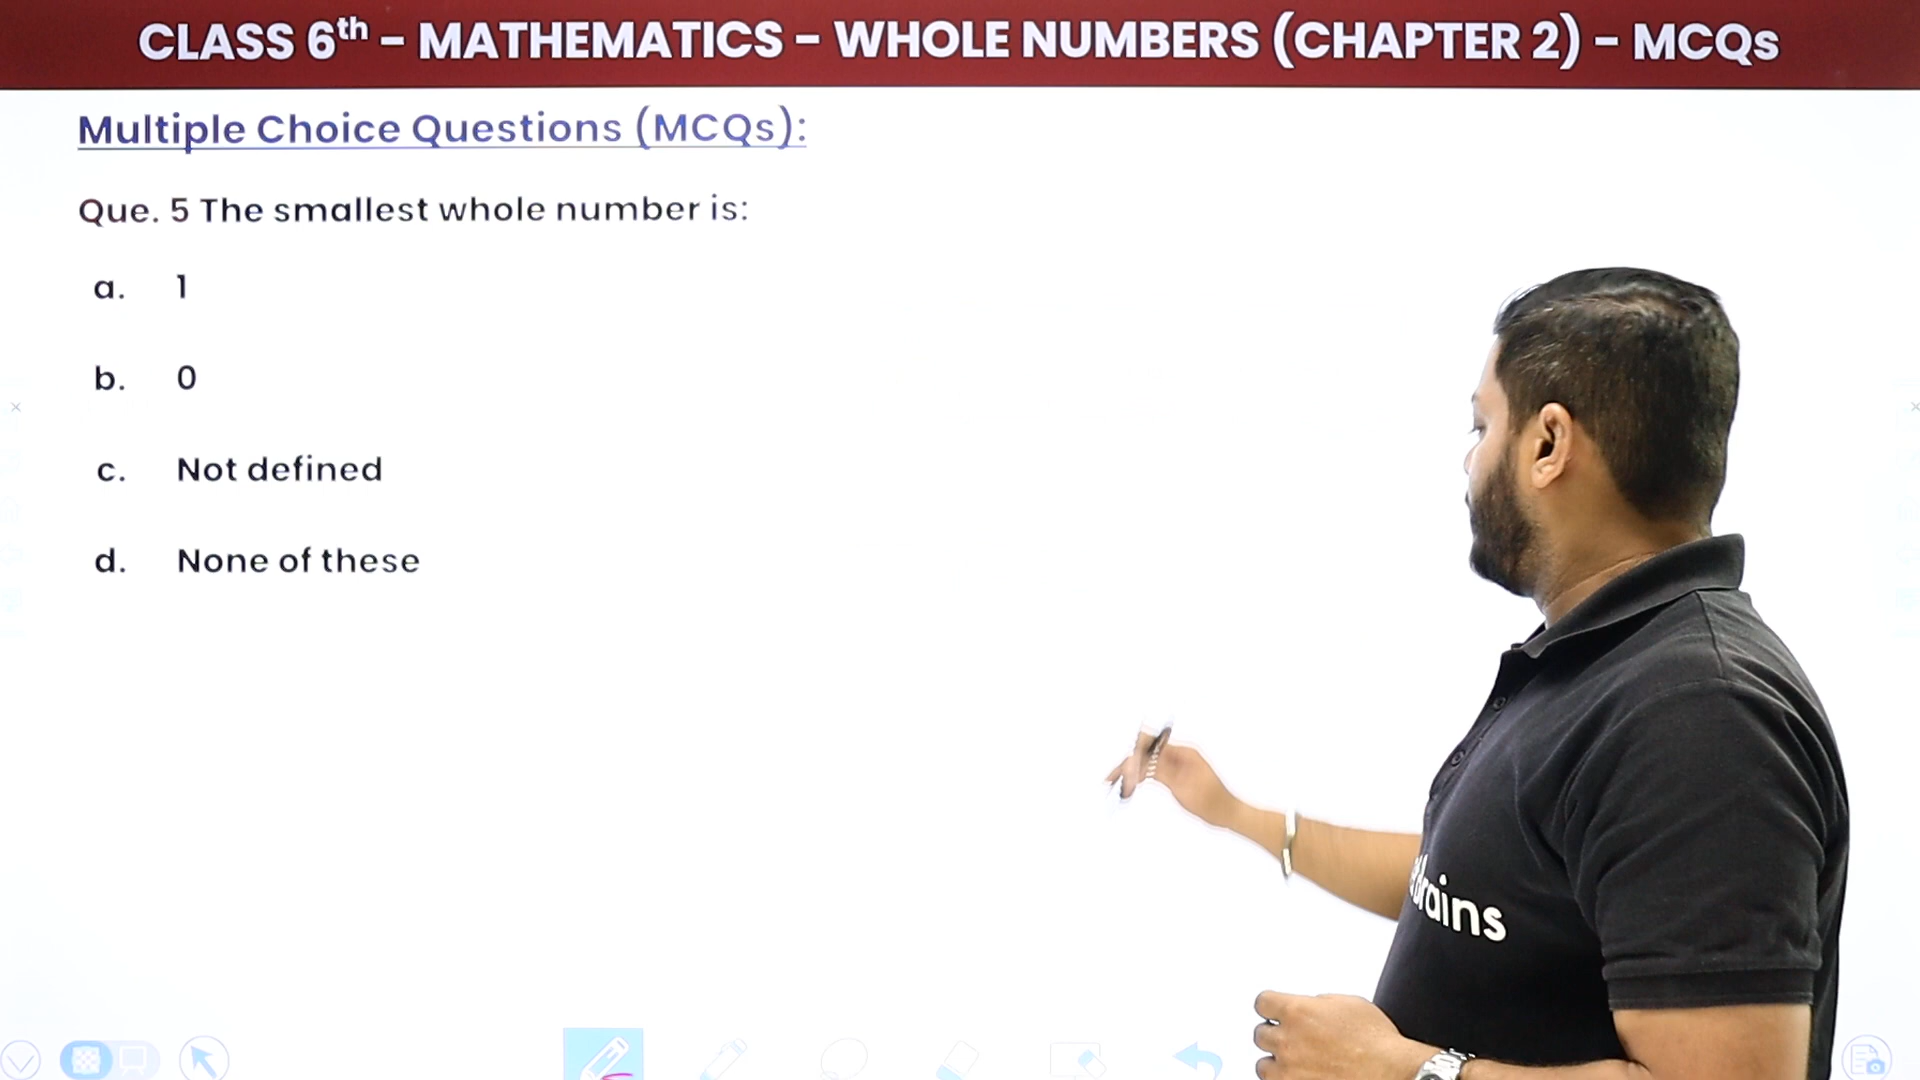 CLASS 6th - MATHEMATICS - WHOLE NUMBERS (CHAPTER 2) - MCQs
Multiple Choice Questions (MCQs):
Que. 5 The smallest whole number is:
a. 1
b. 0
c. Not defined
d. None of these